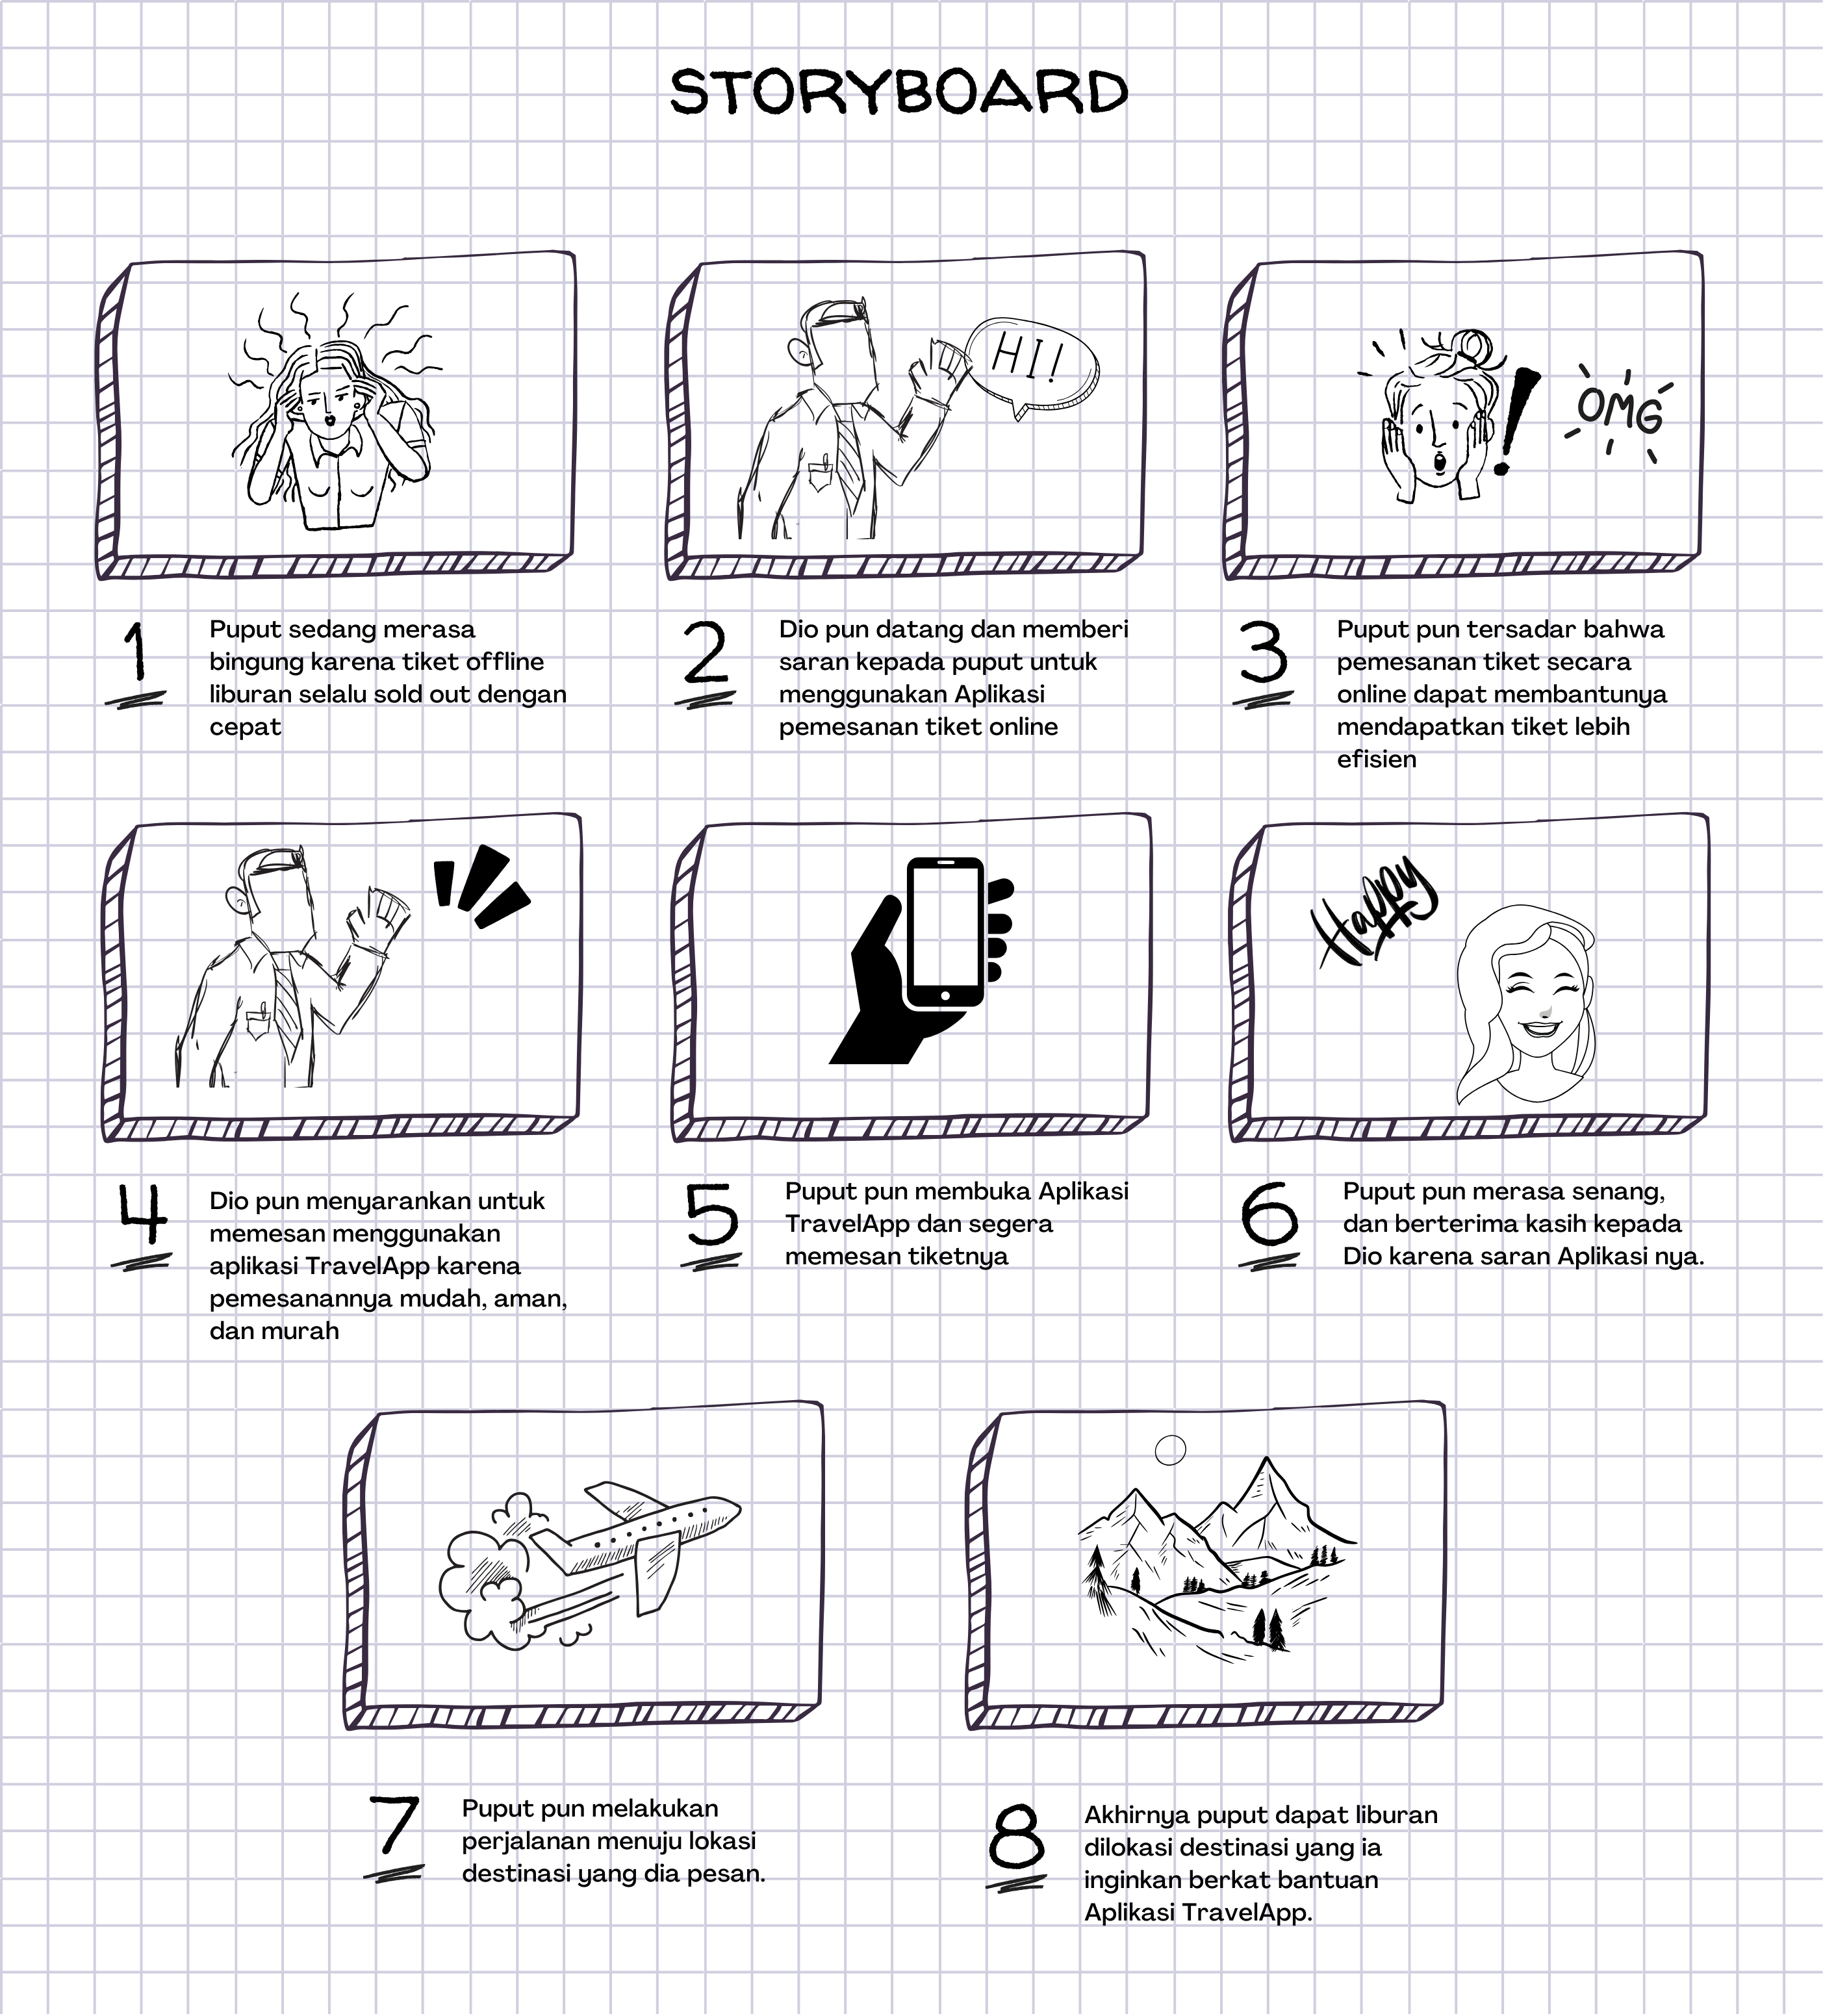 STORYBOARD
HI!
OMG
1
Puput sedang merasa
bingung karena tiket offline
liburan selalu sold out dengan
cepat
2
Dio pun datang dan memberi
saran kepada puput untuk
menggunakan Aplikasi
pemesanan tiket online
3
Puput pun tersadar bahwa
pemesanan tiket secara
online dapat membantunya
mendapatkan tiket lebih
efisien
Happy
4
Dio pun menyarankan untuk
memesan menggunakan
aplikasi TravelApp karena
pemesanannya mudah, aman,
dan murah
5
Puput pun membuka Aplikasi
TravelApp dan segera
memesan tiketnya
6
Puput pun merasa senang,
dan berterima kasih kepada
Dio karena saran Aplikasi nya.
7
Puput pun melakukan
perjalanan menuju lokasi
destinasi yang dia pesan.
8
Akhirnya puput dapat liburan
dilokasi destinasi yang ia
inginkan berkat bantuan
Aplikasi TravelApp.